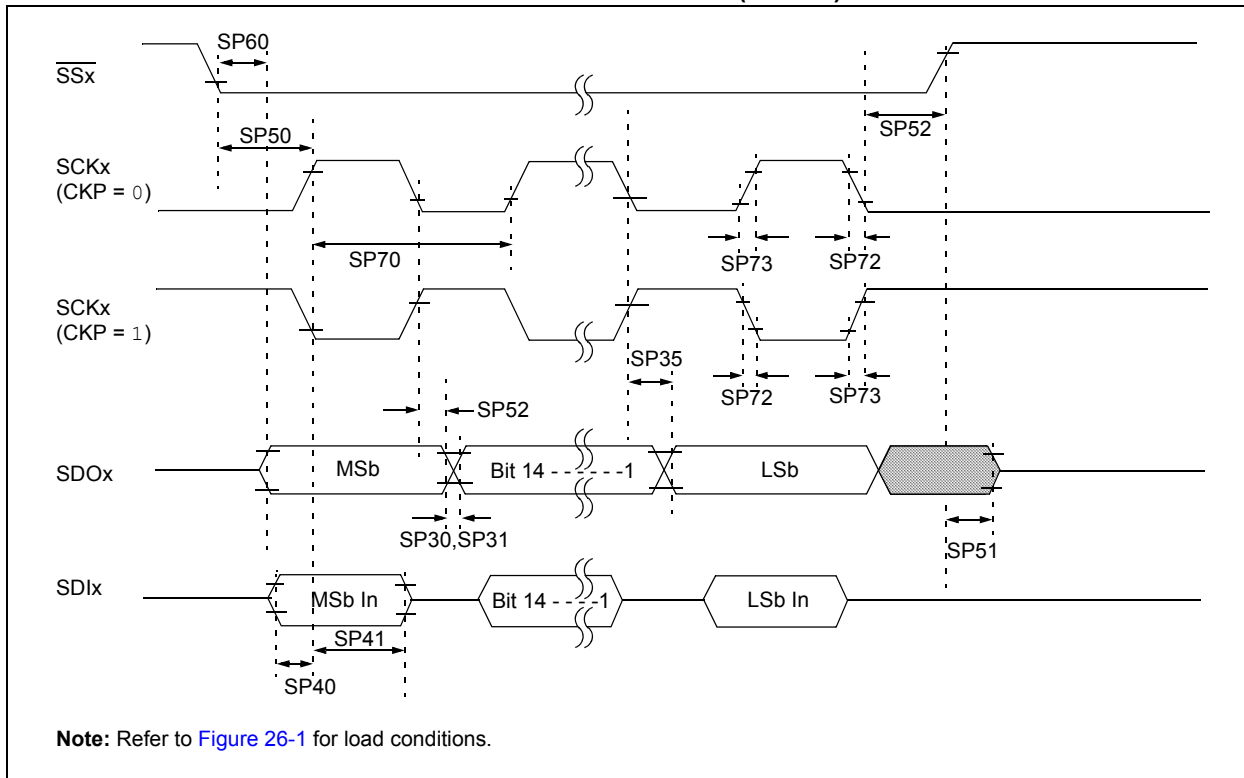 SP60
SSx
SP50
SP52
SCKx
(CKP = 0)
SP70
SP73
SP72
SCKx
(CKP = 1)
SP35
SP72
SP73
SP52
SDOx
MSb
Bit 14 - - - - - -1
LSb
SP30,SP31
SP51
SDIx
MSb In
Bit 14 - - - -1
LSb In
SP41
SP40
Note: Refer to Figure 26-1 for load conditions.